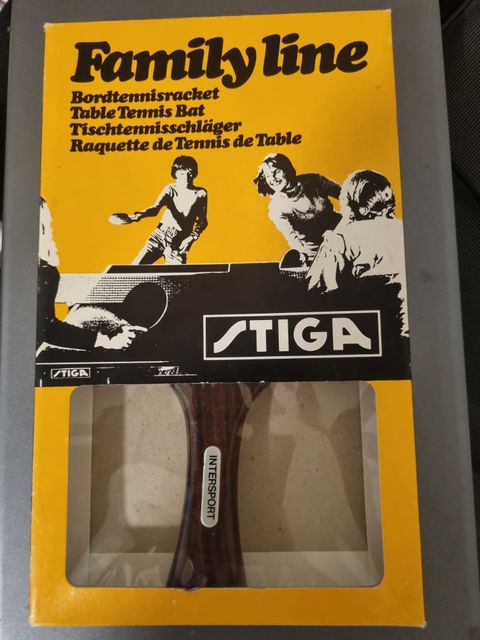 Family line
Bordtennisracket
Table Tennis Bat
Tischtennisschläger
Raquette de Tennis de Table
STIGA
STIGA
INTERSPORT